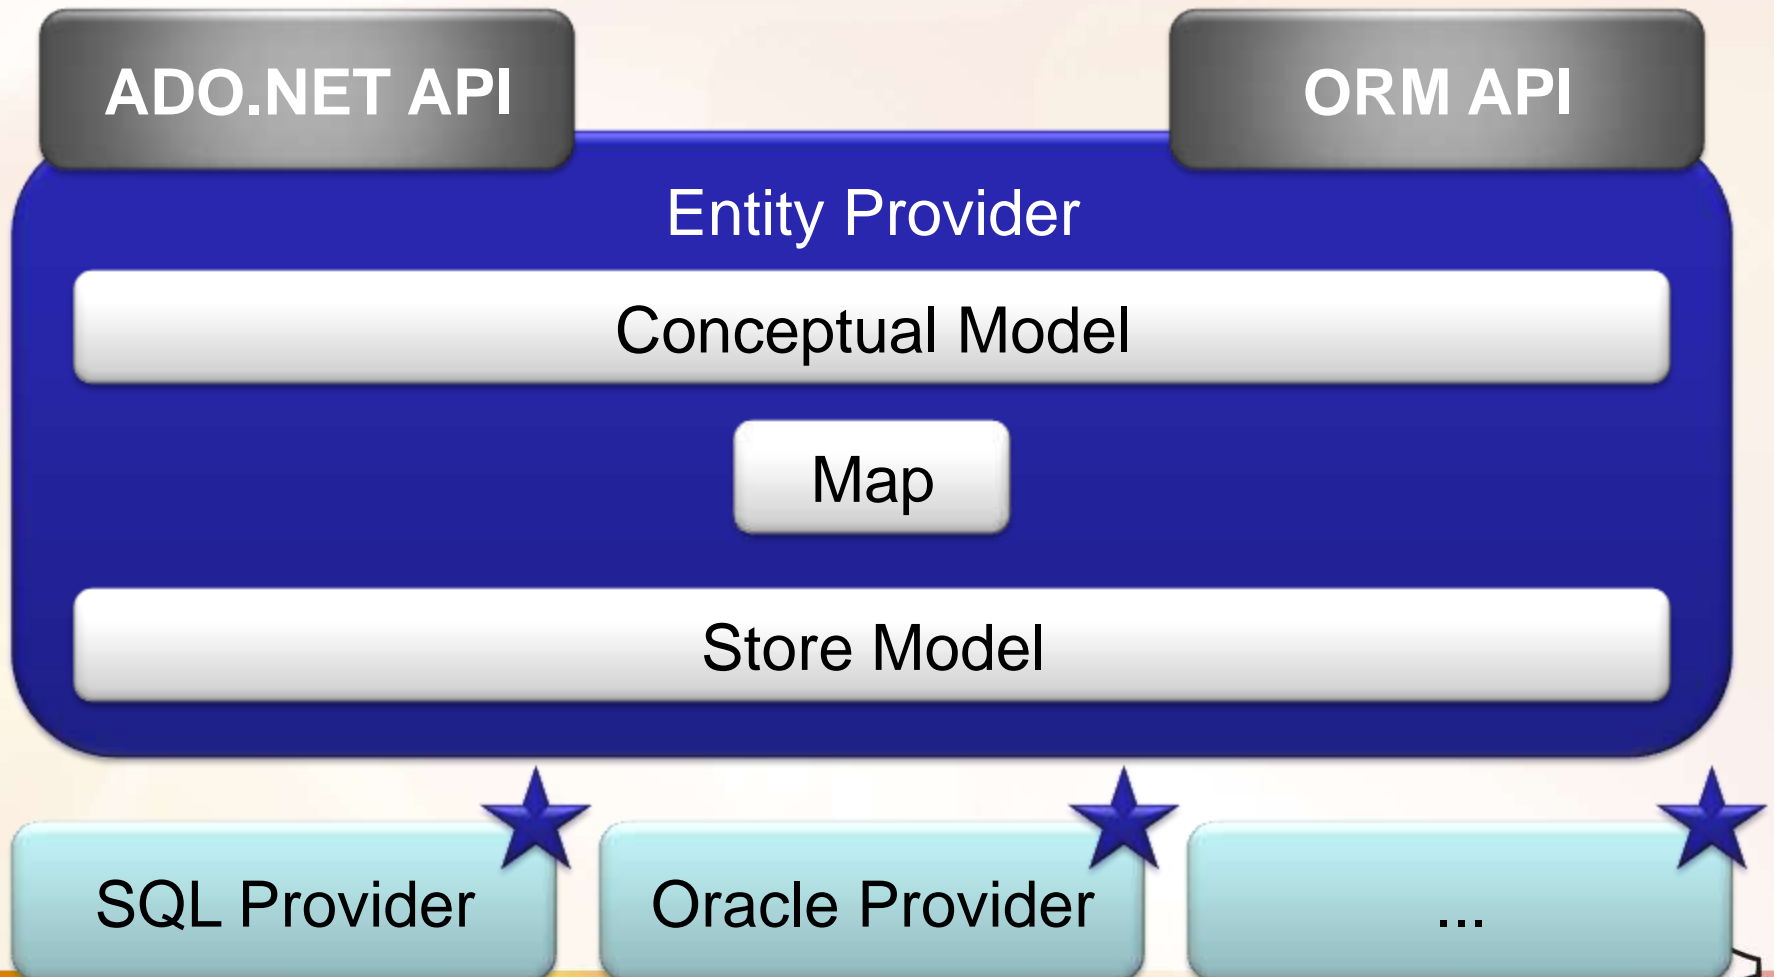 ADO.NET API
ORM API
Entity Provider
Conceptual Model
Map
Store Model
SQL Provider
Oracle Provider
...